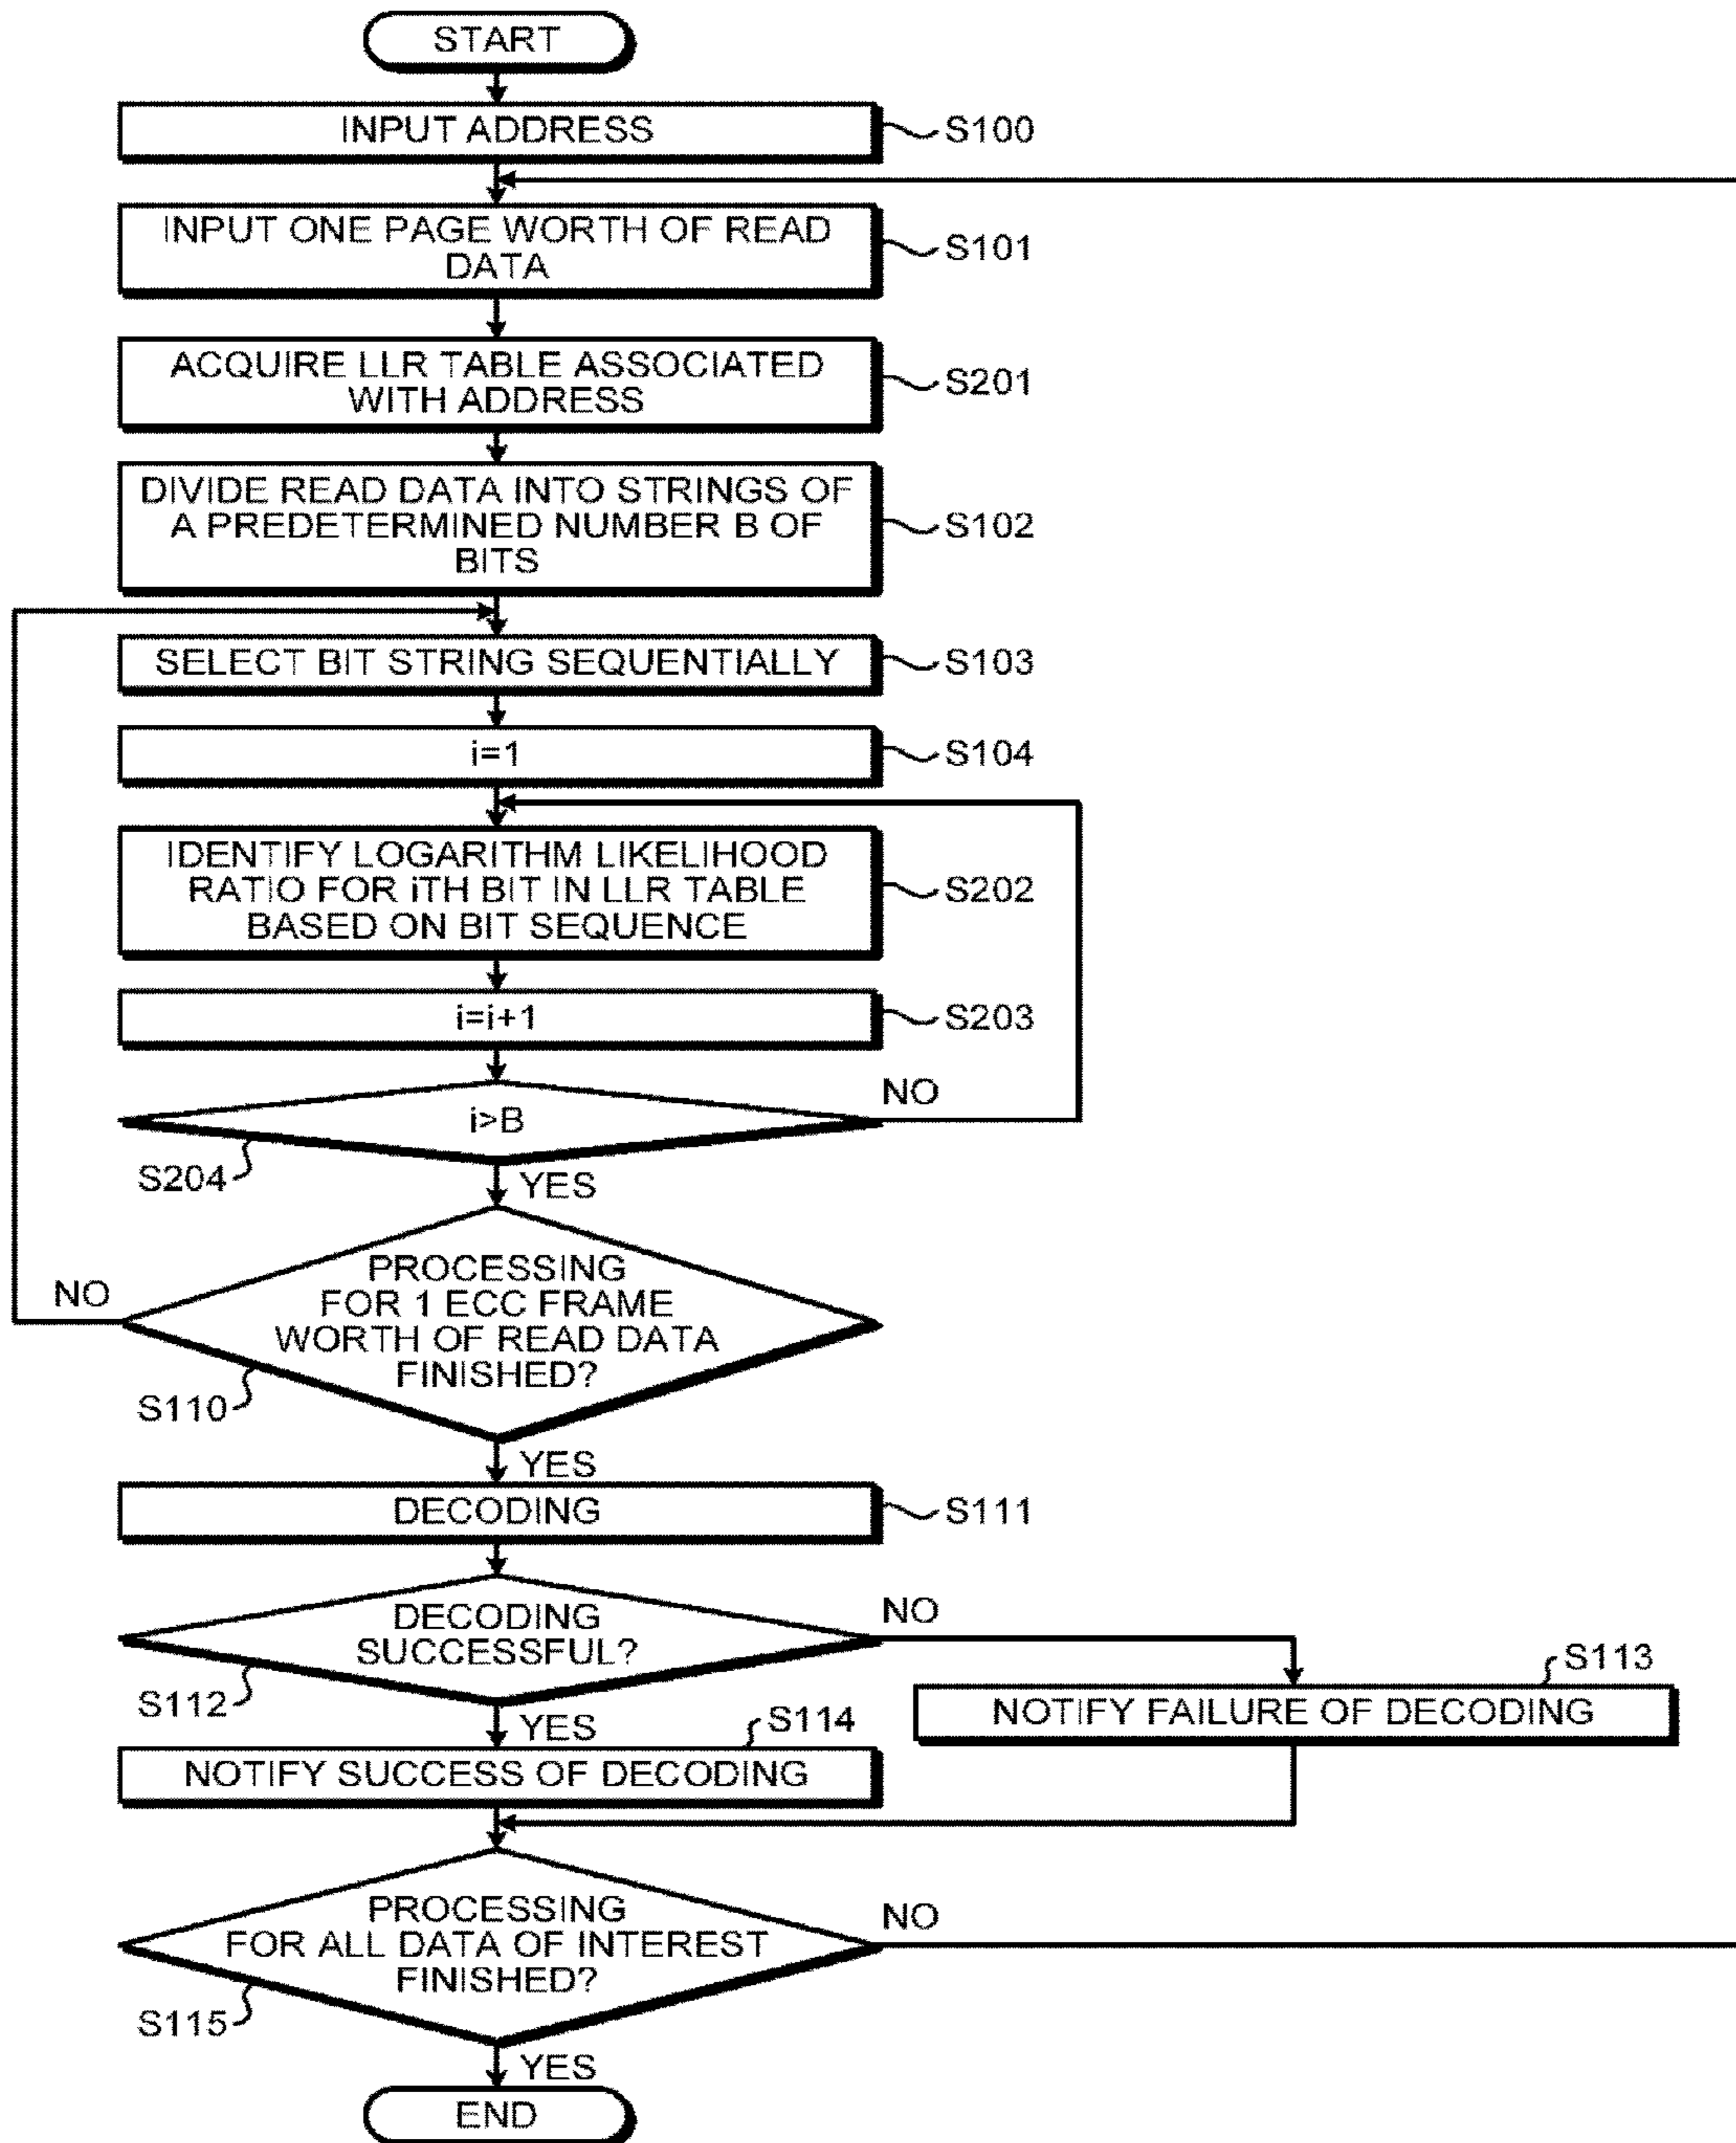 START
INPUT ADDRESS
S100
INPUT ONE PAGE WORTH OF READ
DATA
S101
ACQUIRE LLR TABLE ASSOCIATED
WITH ADDRESS
S201
DIVIDE READ DATA INTO STRINGS OF
A PREDETERMINED NUMBER B OF
BITS
S102
SELECT BIT STRING SEQUENTIALLY
S103
i=1
S104
IDENTIFY LOGARITHM LIKELIHOOD
RATIO FOR iTH BIT IN LLR TABLE
BASED ON BIT SEQUENCE
S202
i=i+1
S203
i>B
NO
S204
YES
PROCESSING
FOR 1 ECC FRAME
WORTH OF READ DATA
FINISHED?
NO
S110
YES
DECODING
S111
DECODING
SUCCESSFUL?
NO
S112
YES
S113
NOTIFY FAILURE OF DECODING
S114
NOTIFY SUCCESS OF DECODING
PROCESSING
FOR ALL DATA OF INTEREST
FINISHED?
NO
S115
YES
END